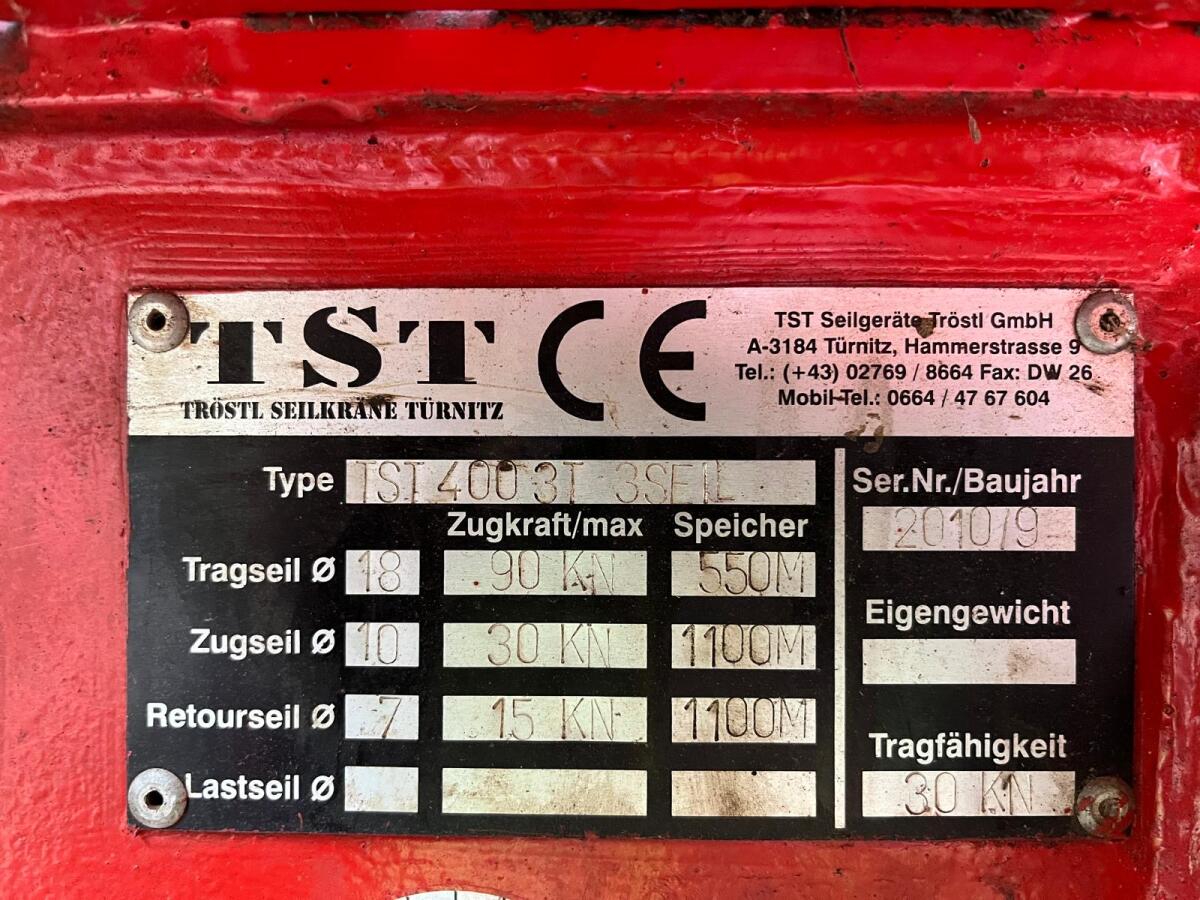 TST CE
TRÖSTL SEILKRÄNE TÜRNITZ
TST Seilgeräte Tröstl GmbH
A-3184 Türnitz, Hammerstrasse 9
Tel.: (+43) 02769 / 8664 Fax: DW 26
Mobil-Tel.: 0664 / 47 67 604
Type TST 400 3T 3SEIL
Zugkraft/max Speicher
Tragseil Ø 18 90 KN 550M
Zugseil Ø 10 30 KN 1100M
Retourseil Ø 7 15 KN 1100M
Lastseil Ø
Ser.Nr./Baujahr
2010/9
Eigengewicht
Tragfähigkeit
30 KN